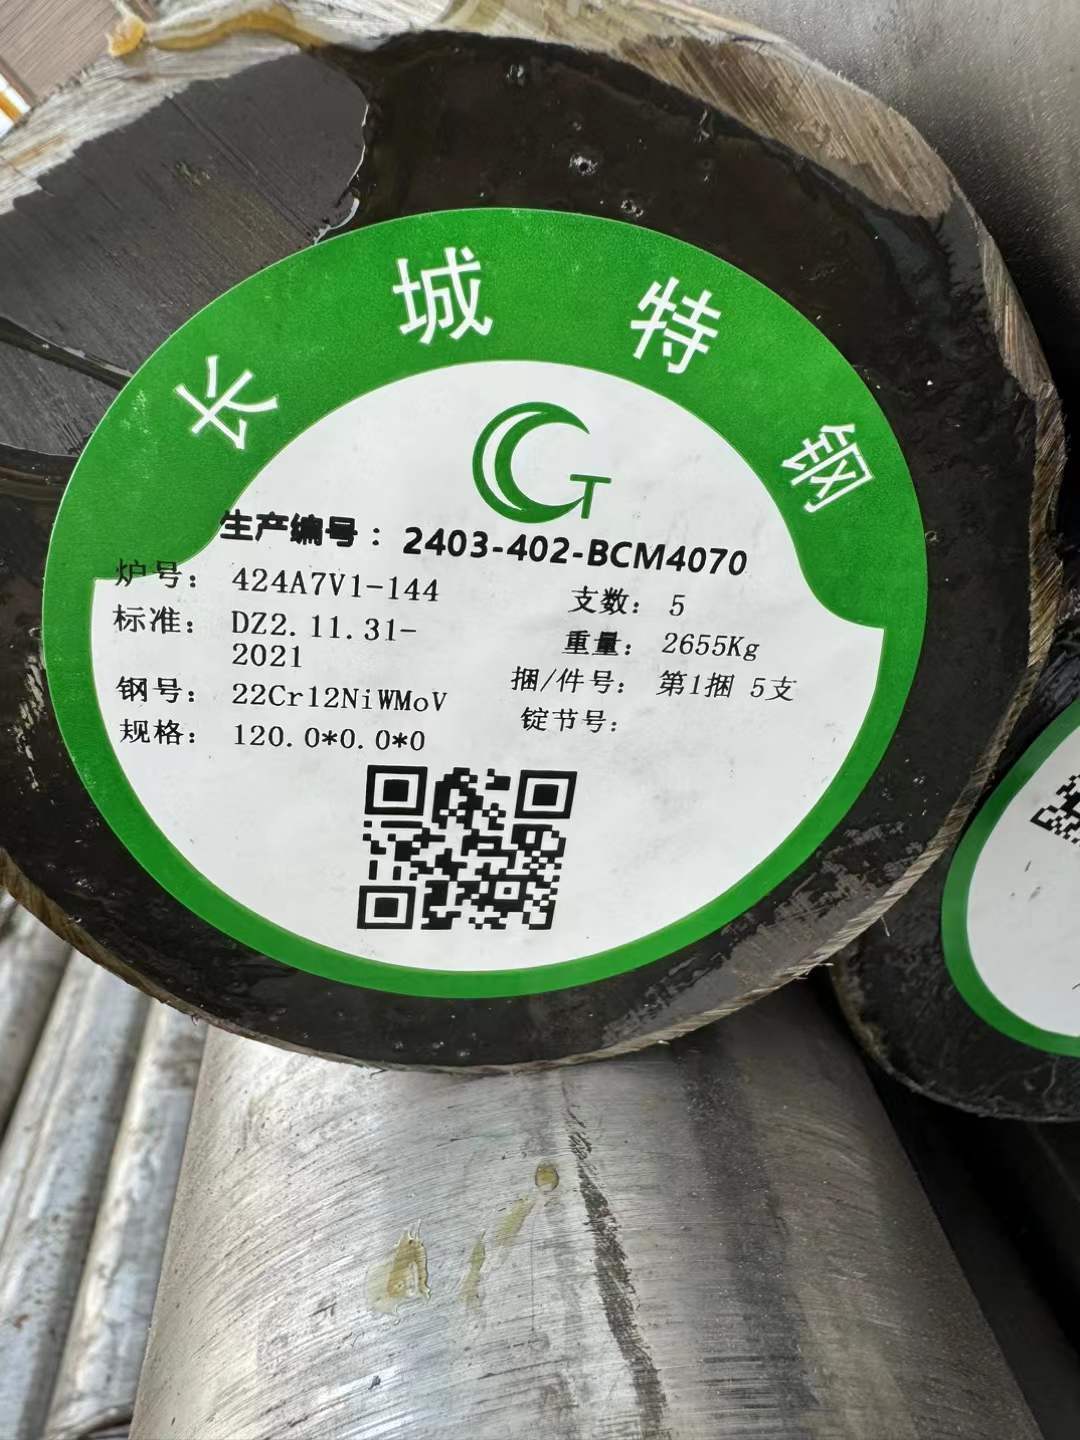 长城特钢
GT
生产编号：2403-402-BCM4070
炉号：424A7V1-144
支数：5
标准：DZ2.11.31-
2021
重量：2655Kg
钢号：22Cr12NiWMoV
捆/件号：第1捆 5支
规格：120.0*0.0*0
锭节号：